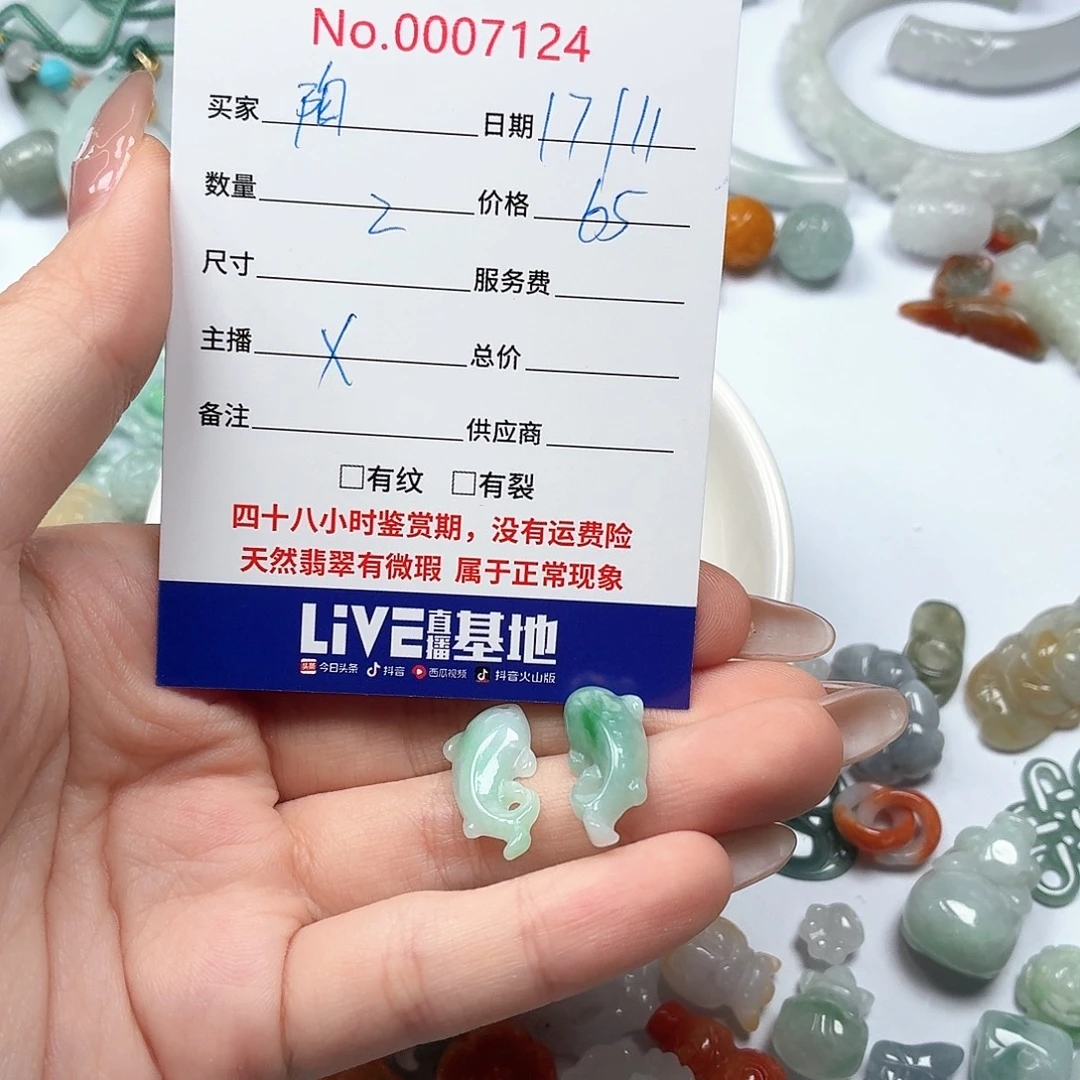 No.0007124
买家 陶 日期 17/11
数量 2 价格 65
尺寸 服务费
主播 X 总价
备注 供应商
□有纹 □有裂
四十八小时鉴赏期，没有运费险
天然翡翠有微瑕 属于正常现象
LiVE直播基地
头条 今日头条 抖音 西瓜视频 抖音火山版